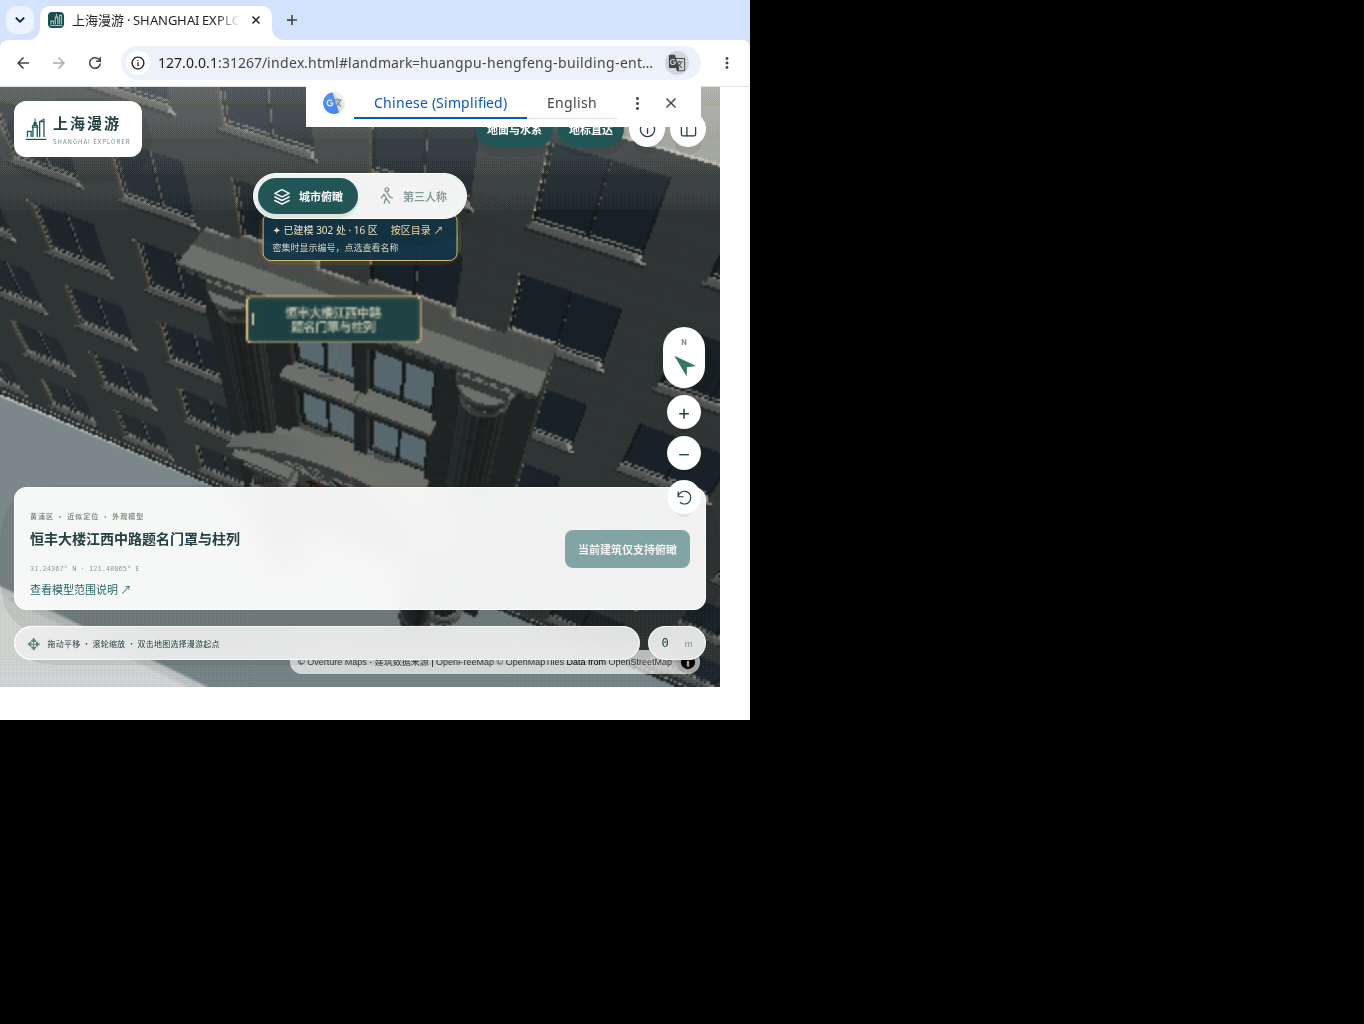 上海漫游 · SHANGHAI EXPLO
127.0.0.1:31267/index.html#landmark=huangpu-hengfeng-building-ent...
Chinese (Simplified)
English
上海漫游
SHANGHAI EXPLORER
地面与水系
地标直达
城市俯瞰
第三人称
✦ 已建模 302 处 · 16 区 按区目录 ↗
密集时显示编号，点选查看名称
恒丰大楼江西中路
题名门罩与柱列
N
+
−
黄浦区 · 近似定位 · 外观模型
恒丰大楼江西中路题名门罩与柱列
当前建筑仅支持俯瞰
31.24367° N · 121.48065° E
查看模型范围说明 ↗
拖动平移 · 滚轮缩放 · 双击地图选择漫游起点
0 m
© Overture Maps · 建筑数据来源 | OpenFreeMap © OpenMapTiles Data from OpenStreetMap